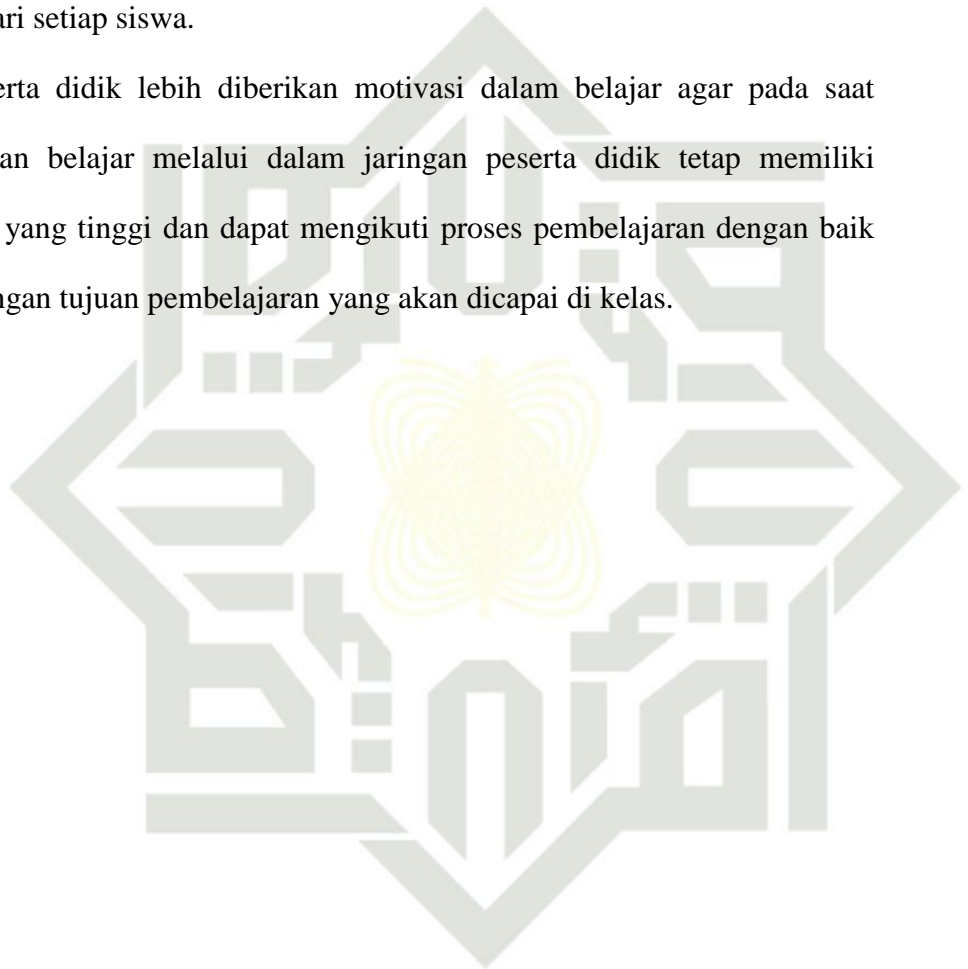 ari setiap siswa.
erta didik lebih diberikan motivasi dalam belajar agar pada saat
an belajar melalui dalam jaringan peserta didik tetap memiliki
yang tinggi dan dapat mengikuti proses pembelajaran dengan baik
ngan tujuan pembelajaran yang akan dicapai di kelas.